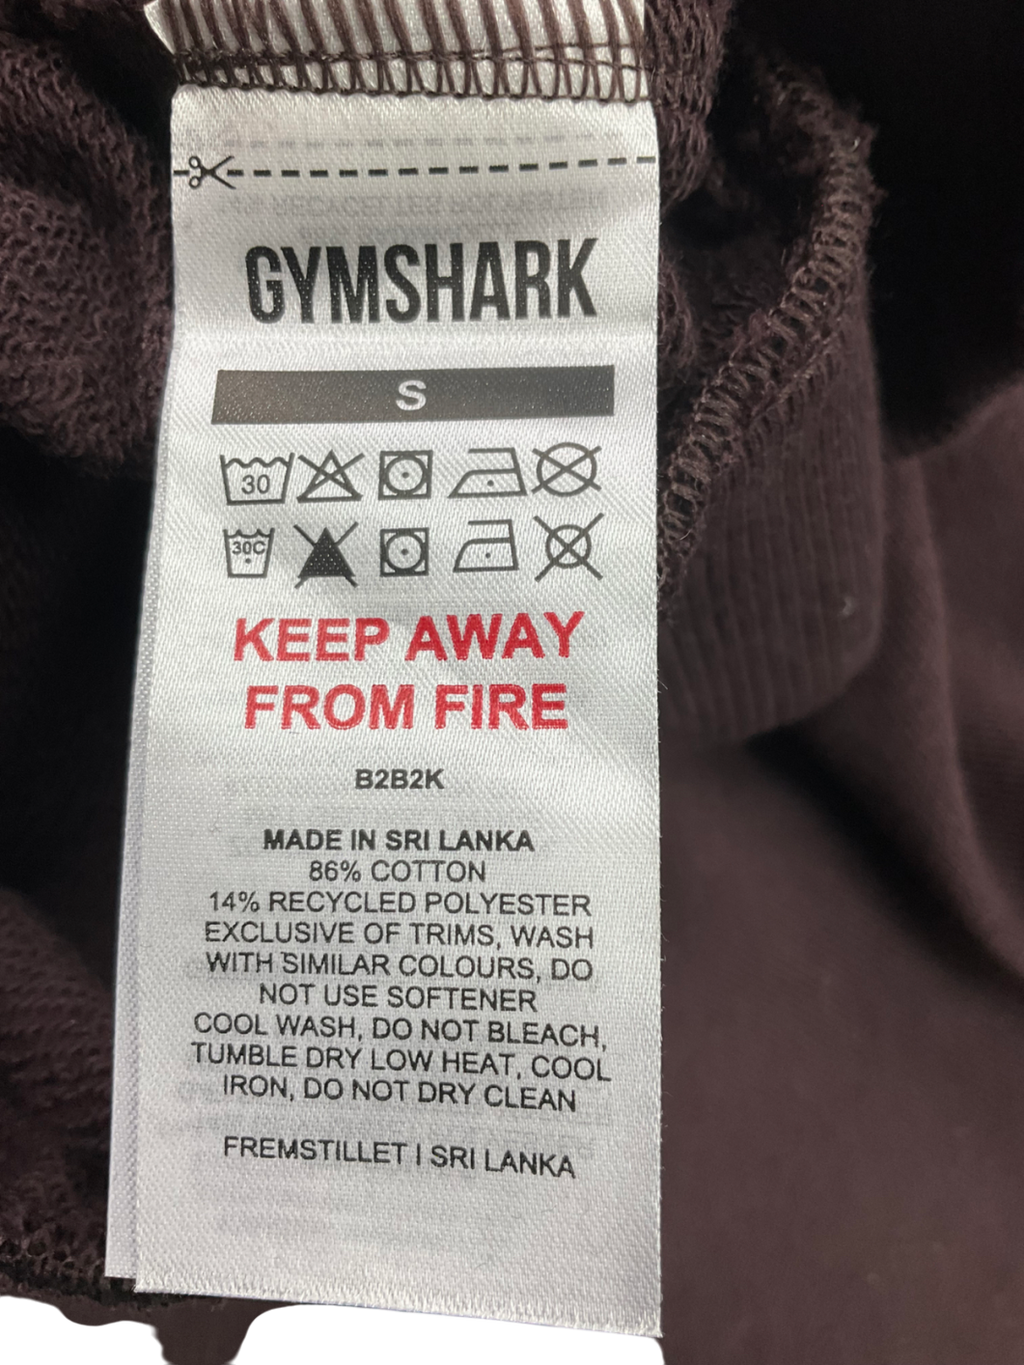 GYMSHARK
S
30
30C
KEEP AWAY
FROM FIRE
B2B2K
MADE IN SRI LANKA
86% COTTON
14% RECYCLED POLYESTER
EXCLUSIVE OF TRIMS, WASH
WITH SIMILAR COLOURS, DO
NOT USE SOFTENER
COOL WASH, DO NOT BLEACH,
TUMBLE DRY LOW HEAT, COOL
IRON, DO NOT DRY CLEAN
FREMSTILLET I SRI LANKA